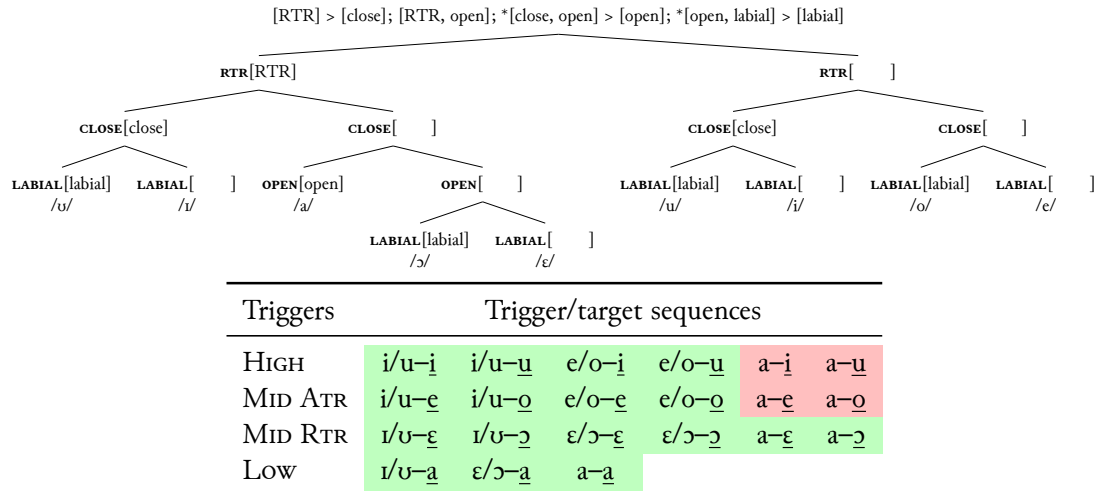 [RTR] > [close]; [RTR, open]; *[close, open] > [open]; *[open, labial] > [labial]
RTR[RTR] RTR[ ]
CLOSE[close] CLOSE[ ] CLOSE[close] CLOSE[ ]
LABIAL[labial] LABIAL[ ] OPEN[open] OPEN[ ] LABIAL[labial] LABIAL[ ] LABIAL[labial] LABIAL[ ]
/ʊ/ /ɪ/ /a/ /u/ /i/ /o/ /e/
LABIAL[labial] LABIAL[ ]
/ɔ/ /ɛ/
Triggers Trigger/target sequences
HIGH i/u–i i/u–u e/o–i e/o–u a–i a–u
MID ATR i/u–e i/u–o e/o–e e/o–o a–e a–o
MID RTR ɪ/ʊ–ɛ ɪ/ʊ–ɔ ɛ/ɔ–ɛ ɛ/ɔ–ɔ a–ɛ a–ɔ
LOW ɪ/ʊ–a ɛ/ɔ–a a–a